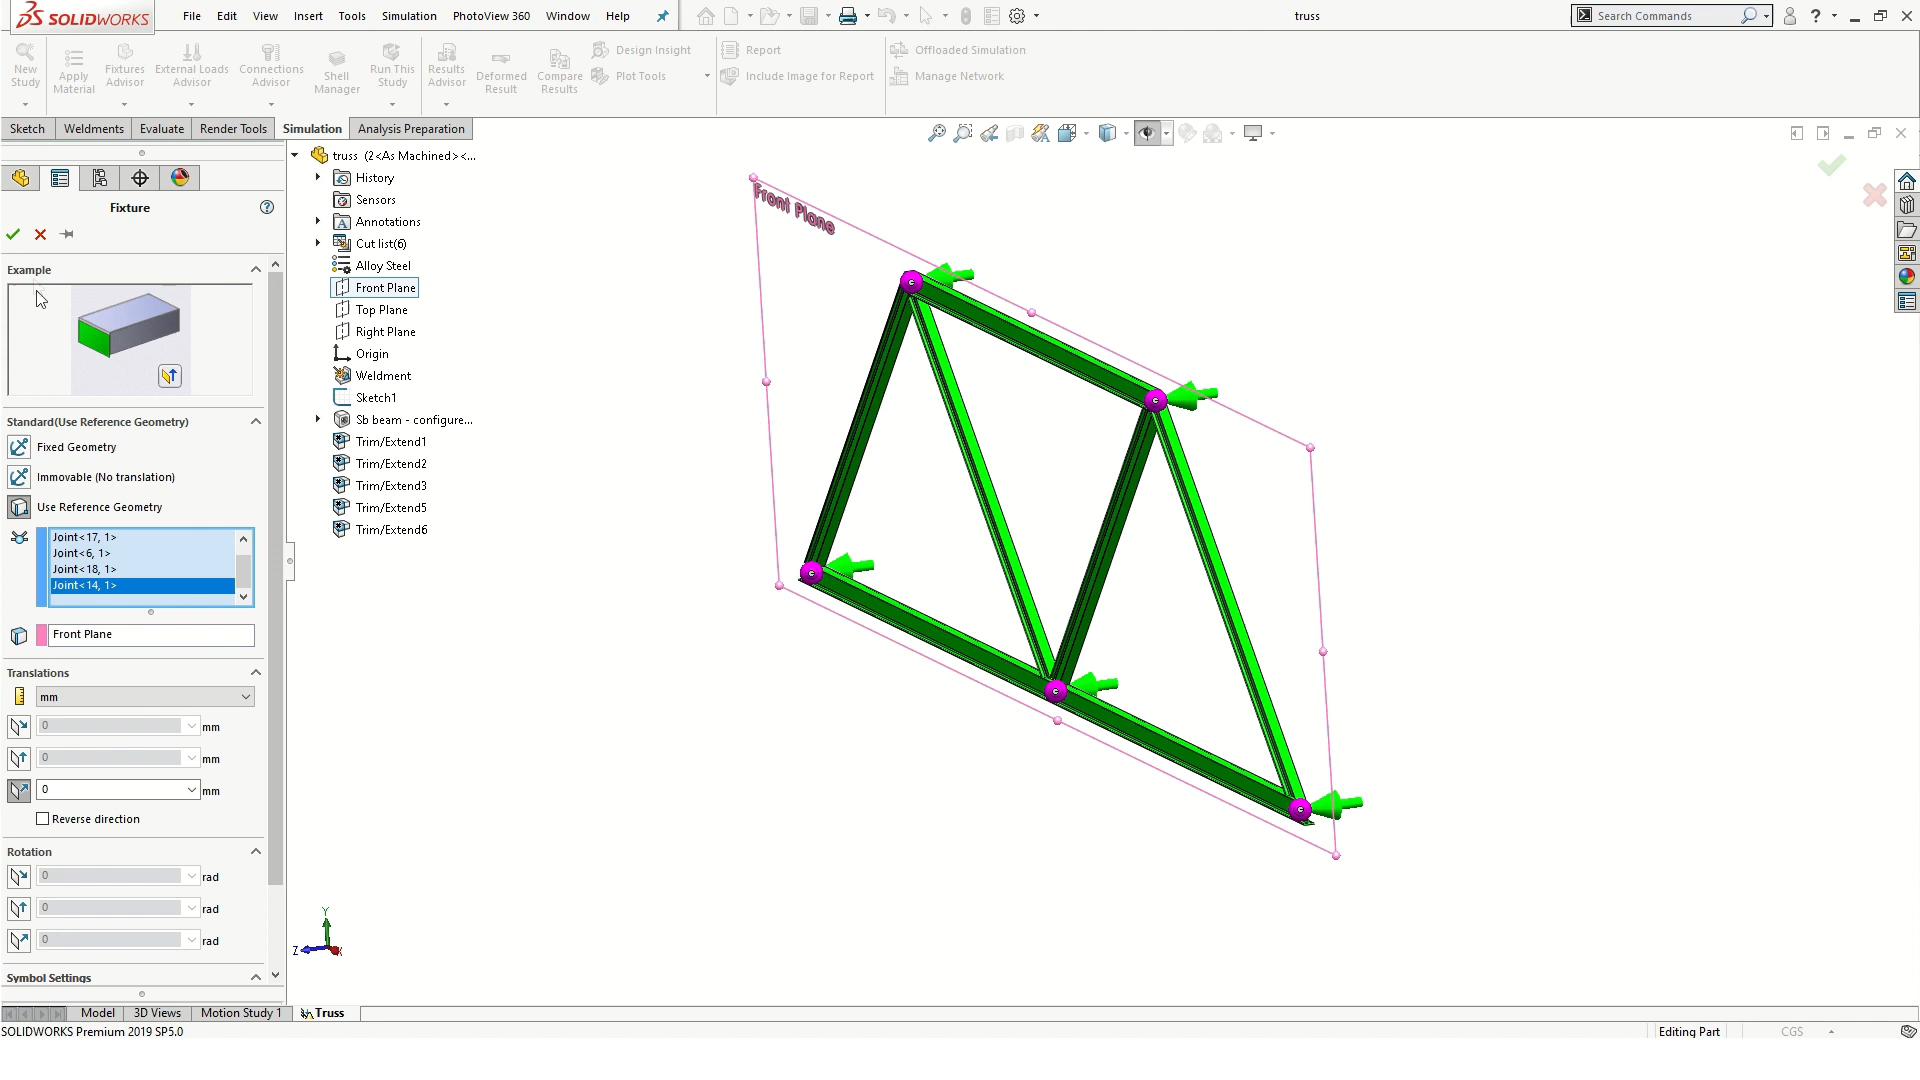 SOLIDWORKS
File Edit View Insert Tools Simulation PhotoView 360 Window Help
truss
Search Commands
New Study
Apply Material
Fixtures Advisor
External Loads Advisor
Connections Advisor
Shell Manager
Run This Study
Results Advisor
Deformed Result
Compare Results
Design Insight
Plot Tools
Report
Include Image for Report
Offloaded Simulation
Manage Network
Sketch Weldments Evaluate Render Tools Simulation Analysis Preparation
Fixture
Example
Standard(Use Reference Geometry)
Fixed Geometry
Immovable (No translation)
Use Reference Geometry
Joint<17, 1>
Joint<6, 1>
Joint<18, 1>
Joint<14, 1>
Front Plane
Translations
mm
0 mm
0 mm
0 mm
Reverse direction
Rotation
0 rad
0 rad
0 rad
Symbol Settings
truss (2<As Machined><...
History
Sensors
Annotations
Cut list(6)
Alloy Steel
Front Plane
Top Plane
Right Plane
Origin
Weldment
Sketch1
Sb beam - configure...
Trim/Extend1
Trim/Extend2
Trim/Extend3
Trim/Extend5
Trim/Extend6
Front Plane
Y
Z
X
Model 3D Views Motion Study 1 Truss
SOLIDWORKS Premium 2019 SP5.0
Editing Part
CGS